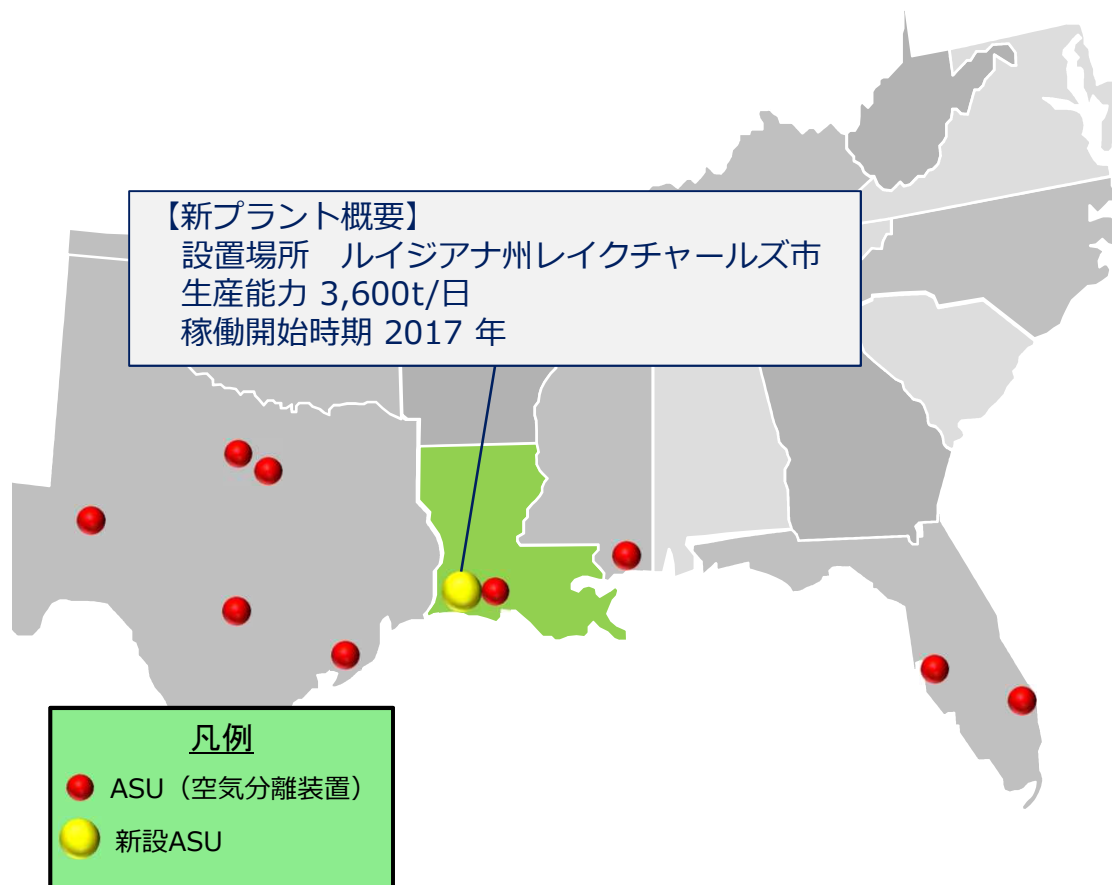 【新プラント概要】
設置場所　ルイジアナ州レイクチャールズ市
生産能力 3,600t/日
稼働開始時期 2017 年
凡例
ASU（空気分離装置）
新設ASU